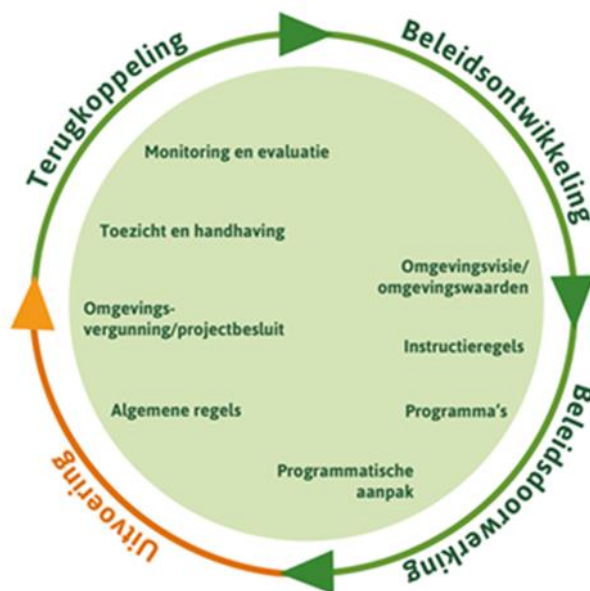 Terugkoppeling
Beleidsontwikkeling
Monitoring en evaluatie
Toezicht en handhaving
Omgevingsvisie/
omgevingswaarden
Omgevings-
vergunning/projectbesluit
Instructieregels
Algemene regels
Programma's
Programmatische
aanpak
Uitvoering
Beleidsdoorwerking